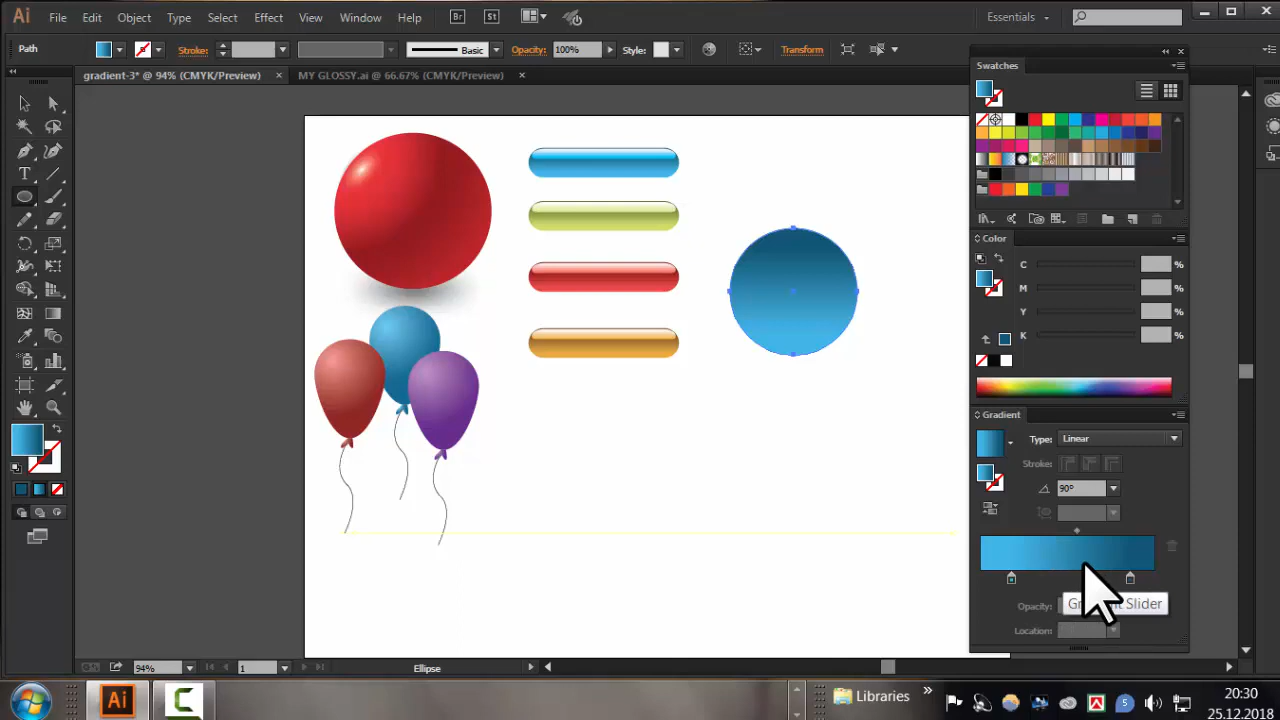 Ai File Edit Object Type Select Effect View Window Help Br St Essentials
Path Stroke: Basic Opacity: 100% Style: Transform
gradient-3* @ 94% (CMYK/Preview) × MY GLOSSY.ai @ 66.67% (CMYK/Preview) ×
Swatches
Color
C %
M %
Y %
K %
Gradient
Type: Linear
Stroke:
90°
Opacity:
Location:
94% 1 Ellipse
Ai C Libraries » S 20:30
25.12.2018